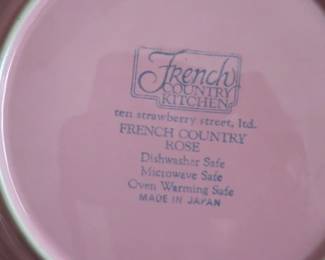 French
COUNTRY
KITCHEN
ten strawberry street, ltd.
FRENCH COUNTRY
ROSE
Dishwasher Safe
Microwave Safe
Oven Warming Safe
MADE IN JAPAN